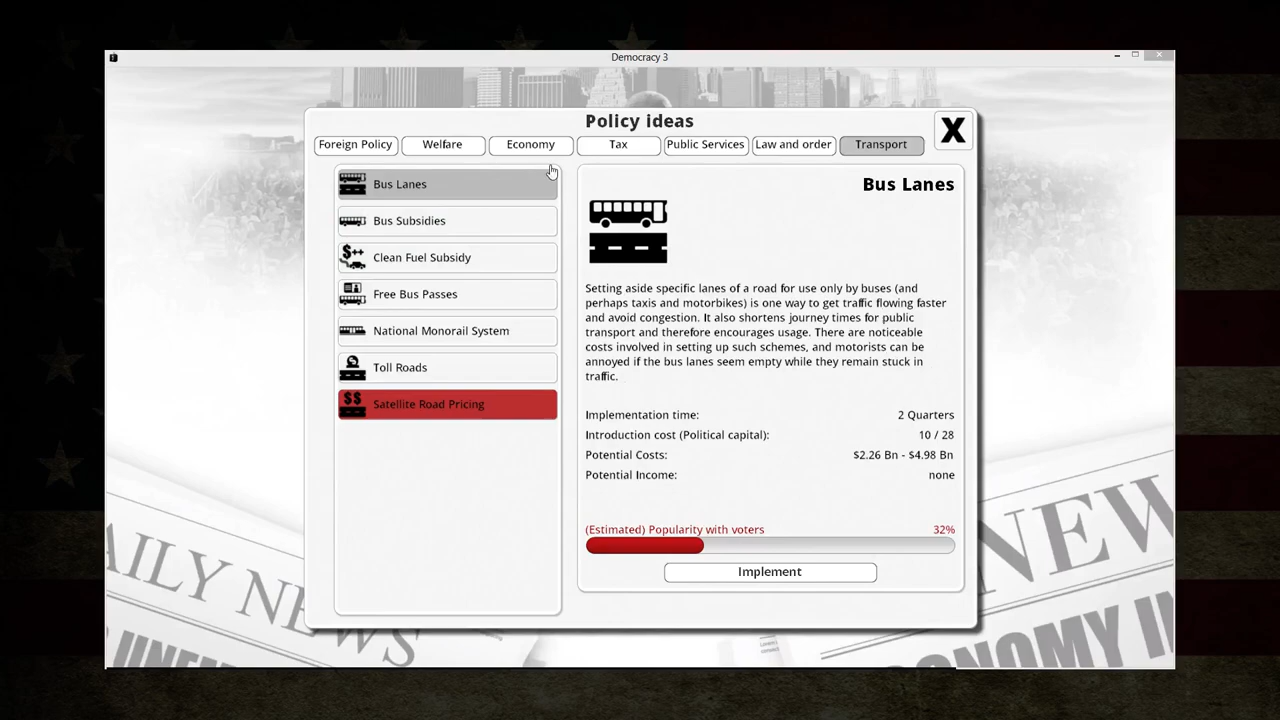 Democracy 3
Policy ideas
X
Foreign Policy
Welfare
Economy
Tax
Public Services
Law and order
Transport
Bus Lanes
Bus Subsidies
Clean Fuel Subsidy
Free Bus Passes
National Monorail System
Toll Roads
Satellite Road Pricing
Bus Lanes
Setting aside specific lanes of a road for use only by buses (and
perhaps taxis and motorbikes) is one way to get traffic flowing faster
and avoid congestion. It also shortens journey times for public
transport and therefore encourages usage. There are noticeable
costs involved in setting up such schemes, and motorists can be
annoyed if the bus lanes seem empty while they remain stuck in
traffic.
Implementation time: 2 Quarters
Introduction cost (Political capital): 10 / 28
Potential Costs: $2.26 Bn - $4.98 Bn
Potential Income: none
(Estimated) Popularity with voters 32%
Implement
AILY NEWS
NEW